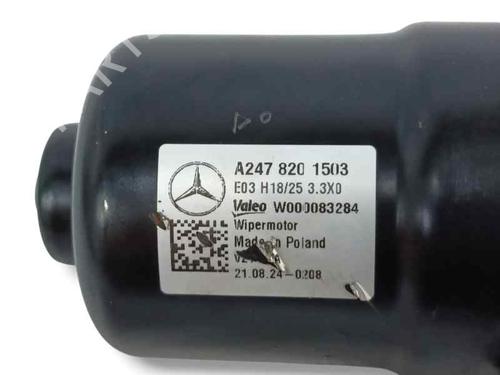 A247 820 1503
E03 H18/25 3.3X0
Valeo W000083284
Wipermotor
Made in Poland
21.08.24-0208